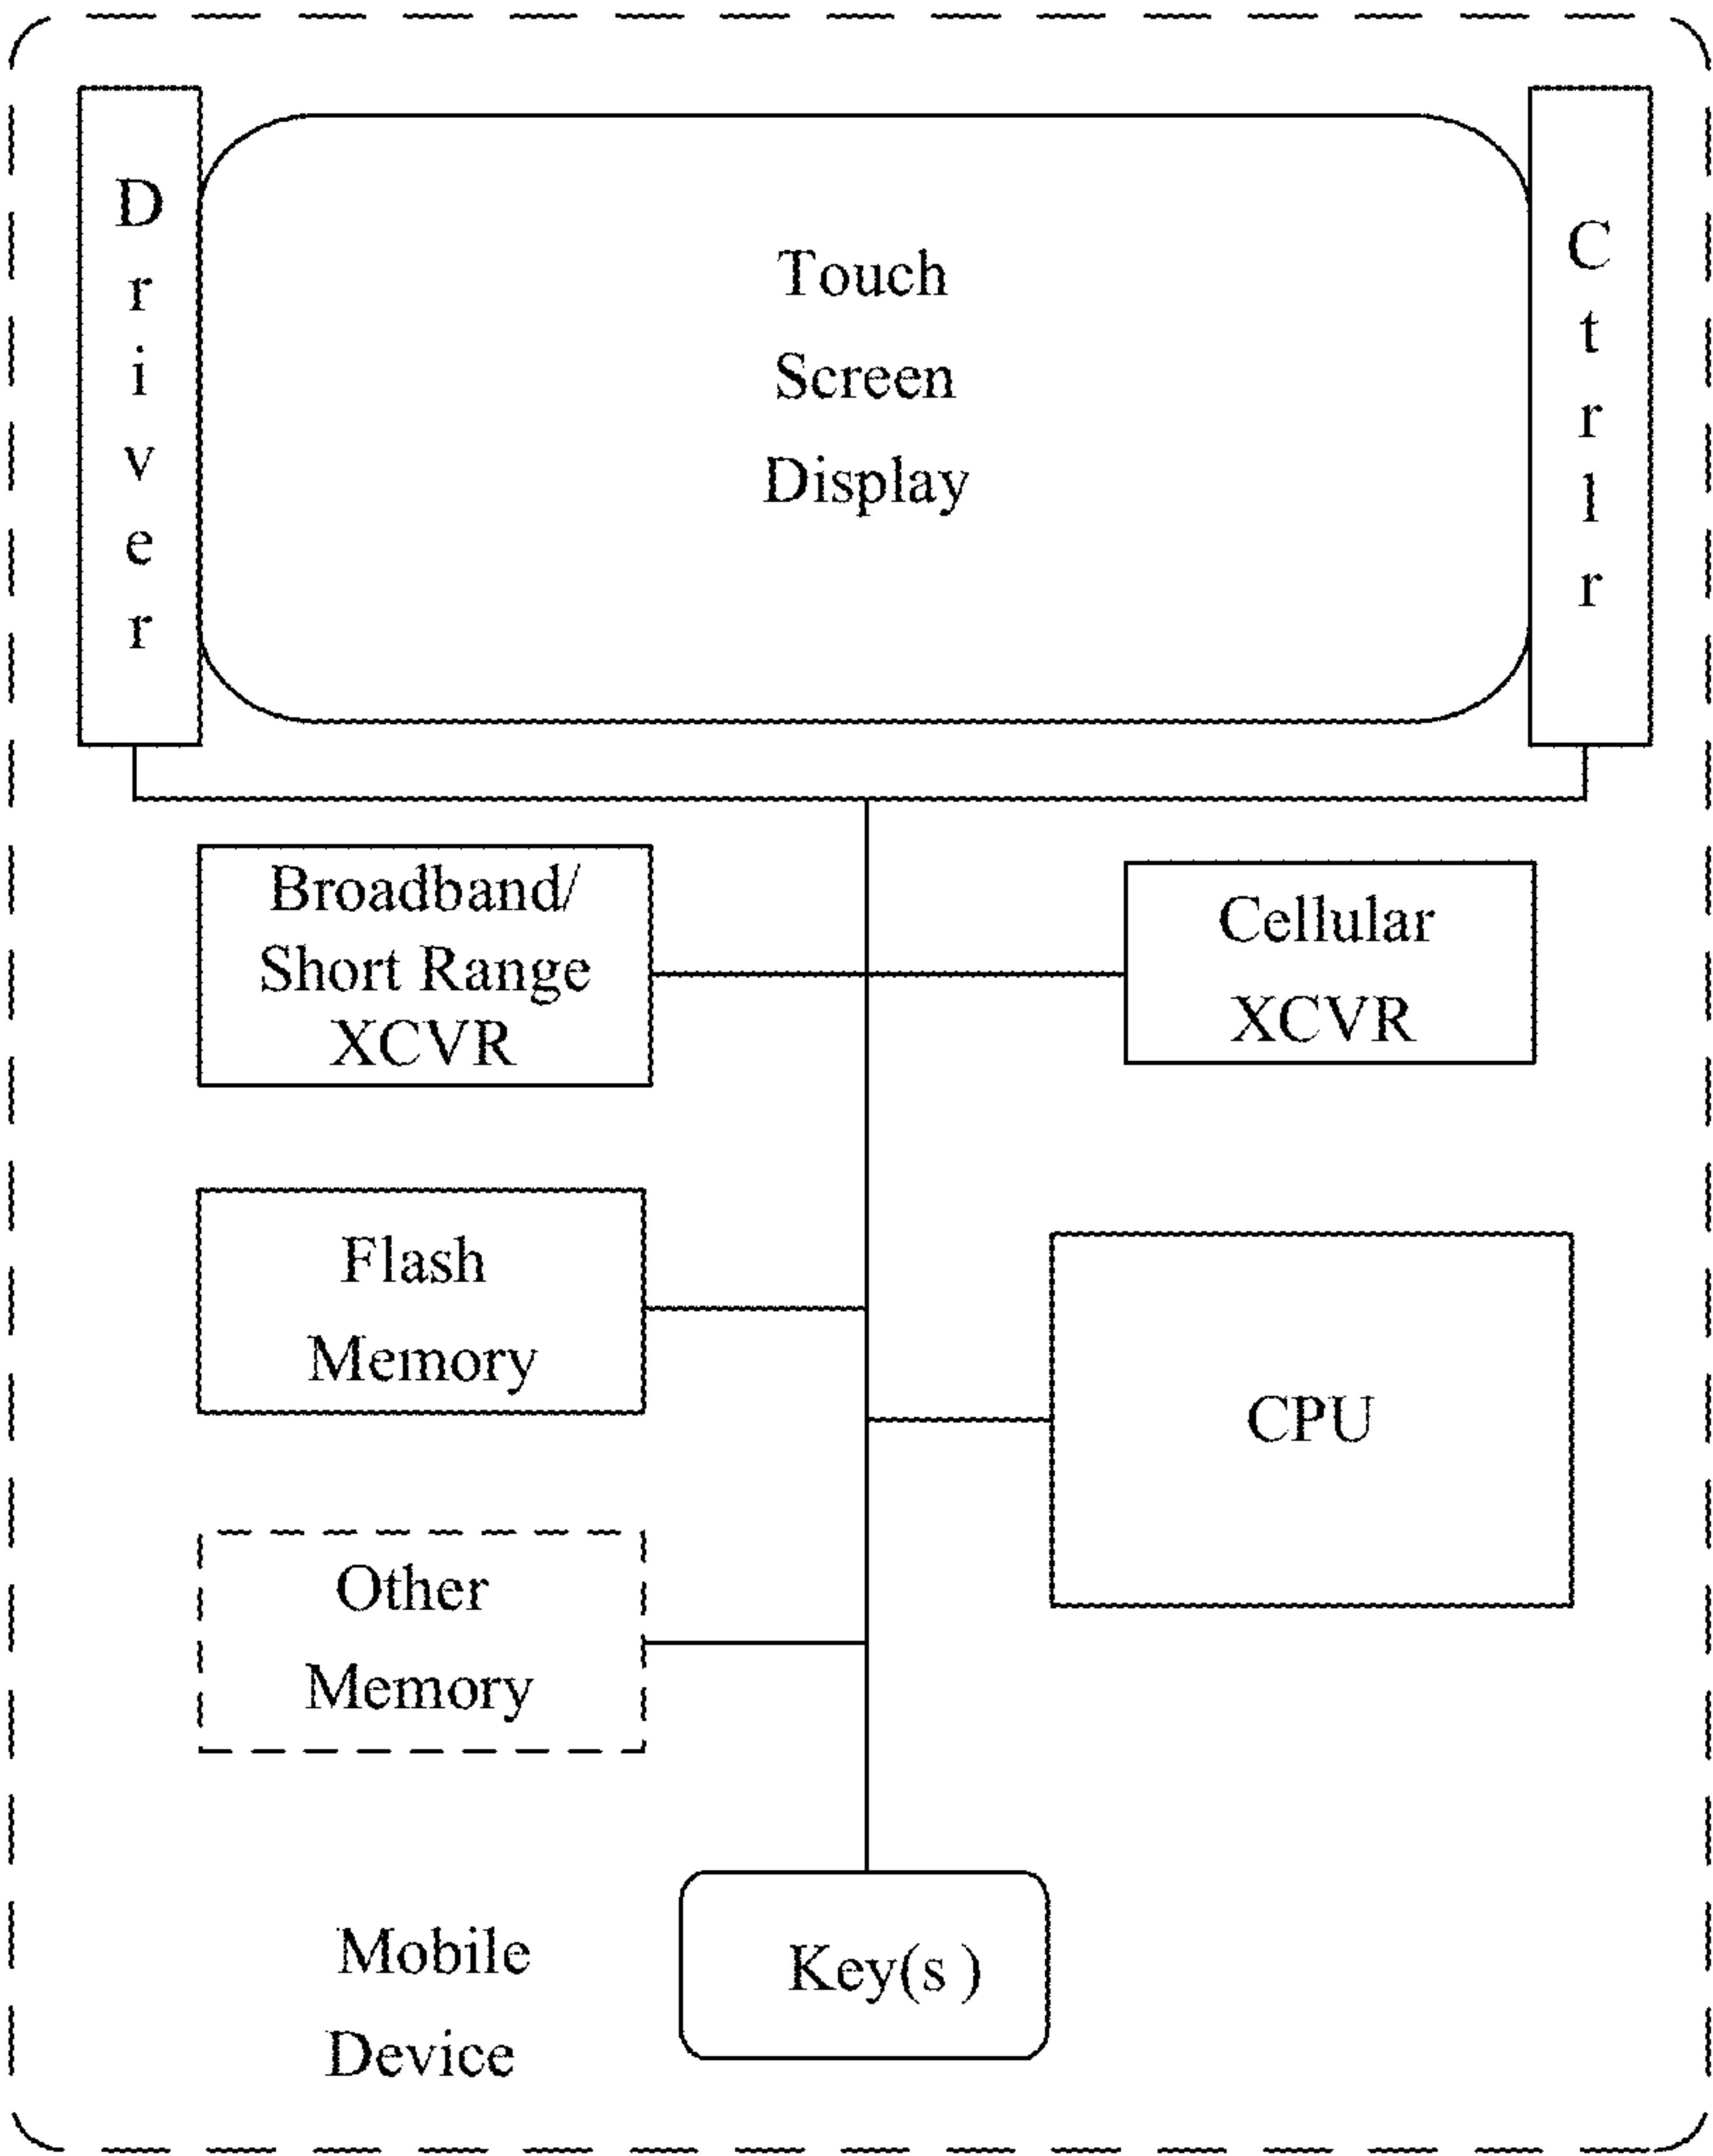 Driver
Touch
Screen
Display
Ctrlr
Broadband/
Short Range
XCVR
Cellular
XCVR
Flash
Memory
CPU
Other
Memory
Key(s )
Mobile
Device